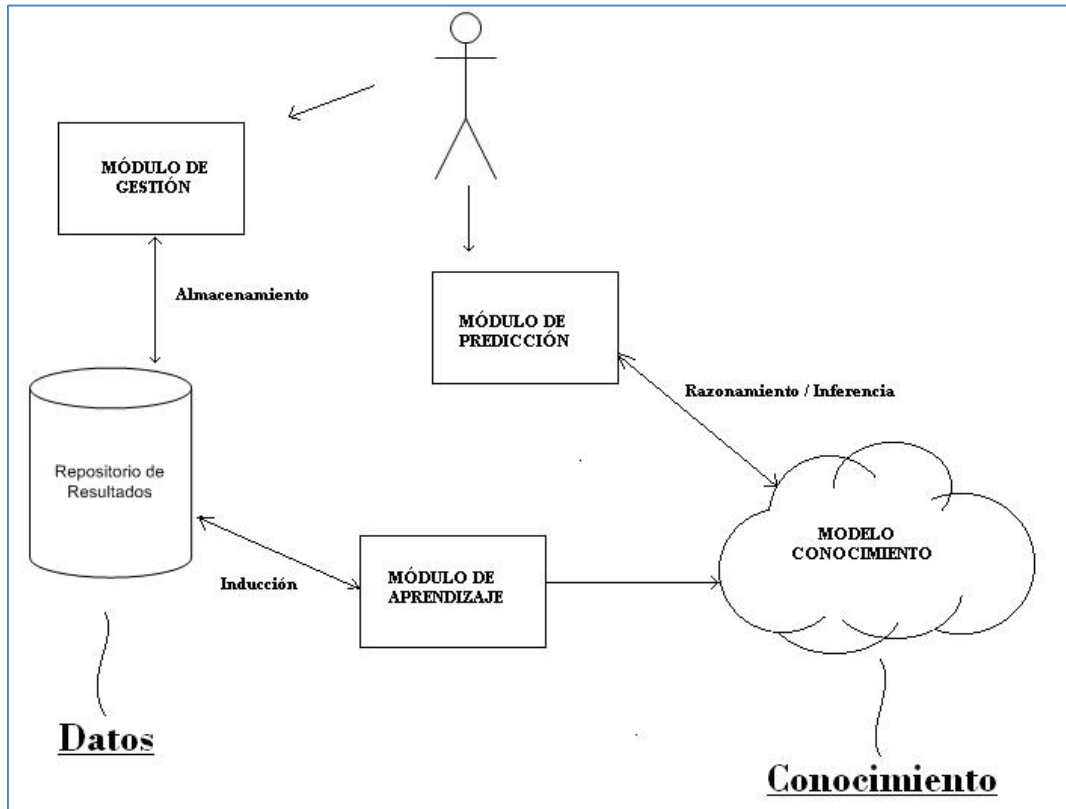 MÓDULO DE
GESTIÓN
Almacenamiento
MÓDULO DE
PREDICCIÓN
Razonamiento / Inferencia
Repositorio de
Resultados
MODELO
CONOCIMIENTO
Inducción
MÓDULO DE
APRENDIZAJE
Datos
Conocimiento